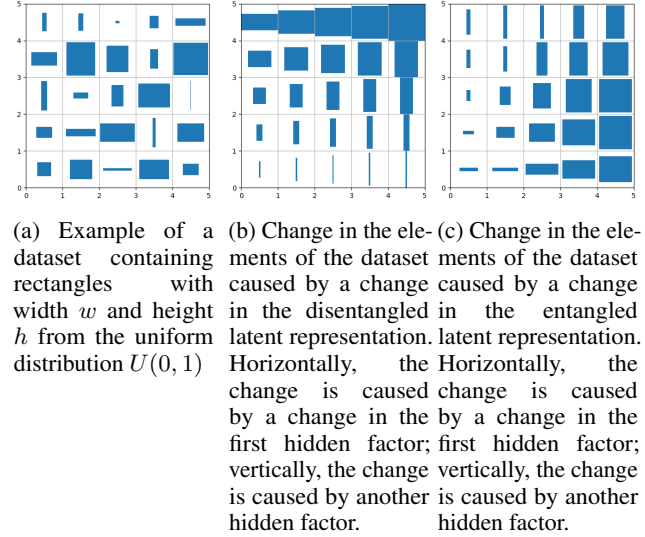 5
4
3
2
1
0
0 1 2 3 4 5
5
4
3
2
1
0
0 1 2 3 4 5
5
4
3
2
1
0
0 1 2 3 4 5
(a) Example of a
dataset containing
rectangles with
width w and height
h from the uniform
distribution U(0, 1)
(b) Change in the ele-
ments of the dataset
caused by a change
in the disentangled
latent representation.
Horizontally, the
change is caused
by a change in the
first hidden factor;
vertically, the change
is caused by another
hidden factor.
(c) Change in the ele-
ments of the dataset
caused by a change
in the entangled
latent representation.
Horizontally, the
change is caused
by a change in the
first hidden factor;
vertically, the change
is caused by another
hidden factor.